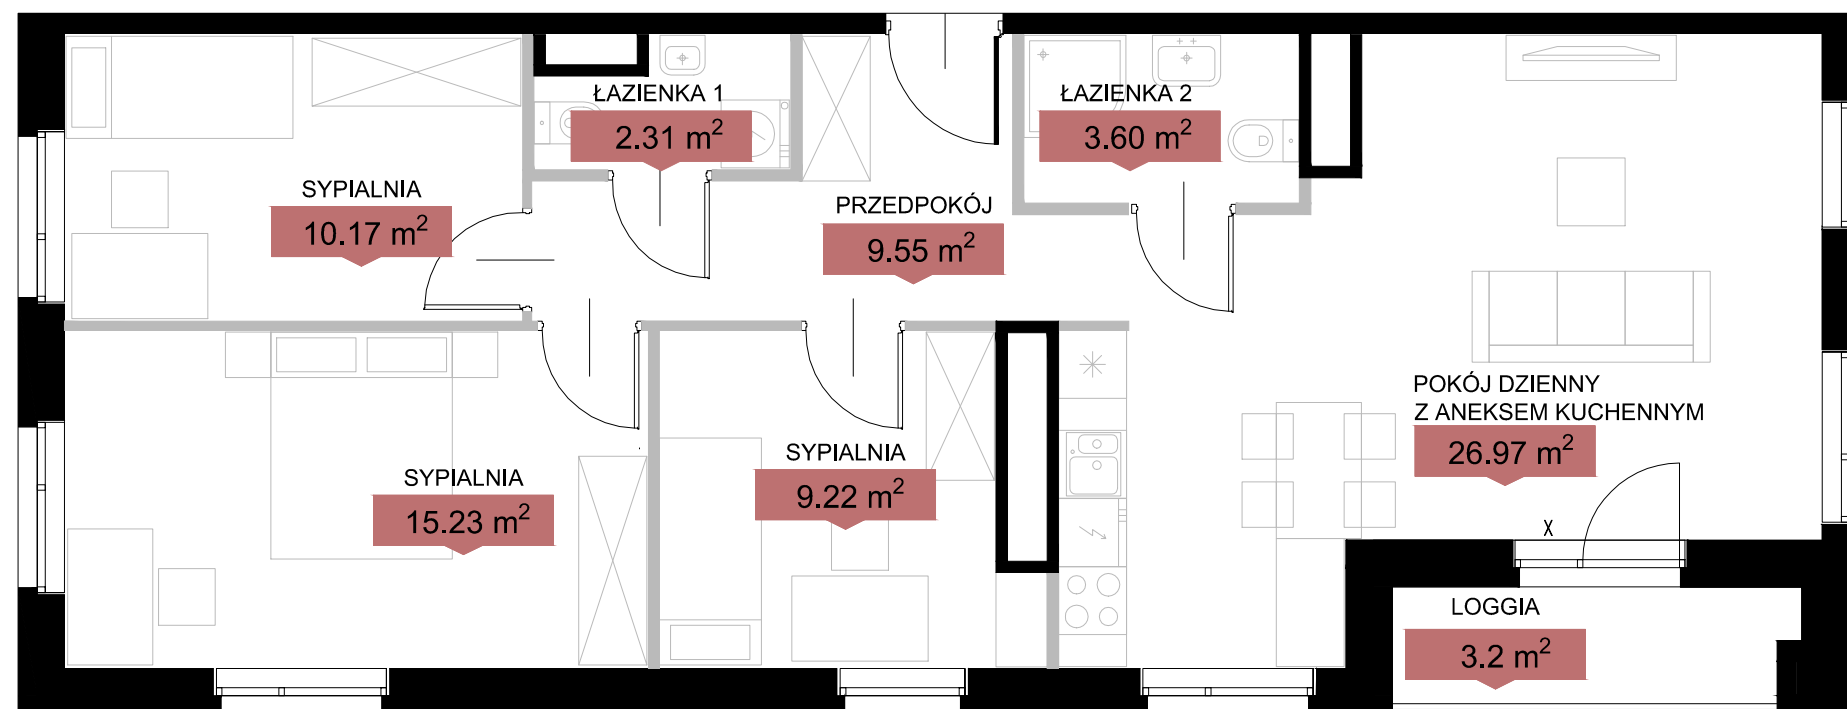 ŁAZIENKA 1
2.31 m²
ŁAZIENKA 2
3.60 m²
SYPIALNIA
10.17 m²
PRZEDPOKÓJ
9.55 m²
POKÓJ DZIENNY
Z ANEKSEM KUCHENNYM
26.97 m²
SYPIALNIA
9.22 m²
SYPIALNIA
15.23 m²
X
LOGGIA
3.2 m²